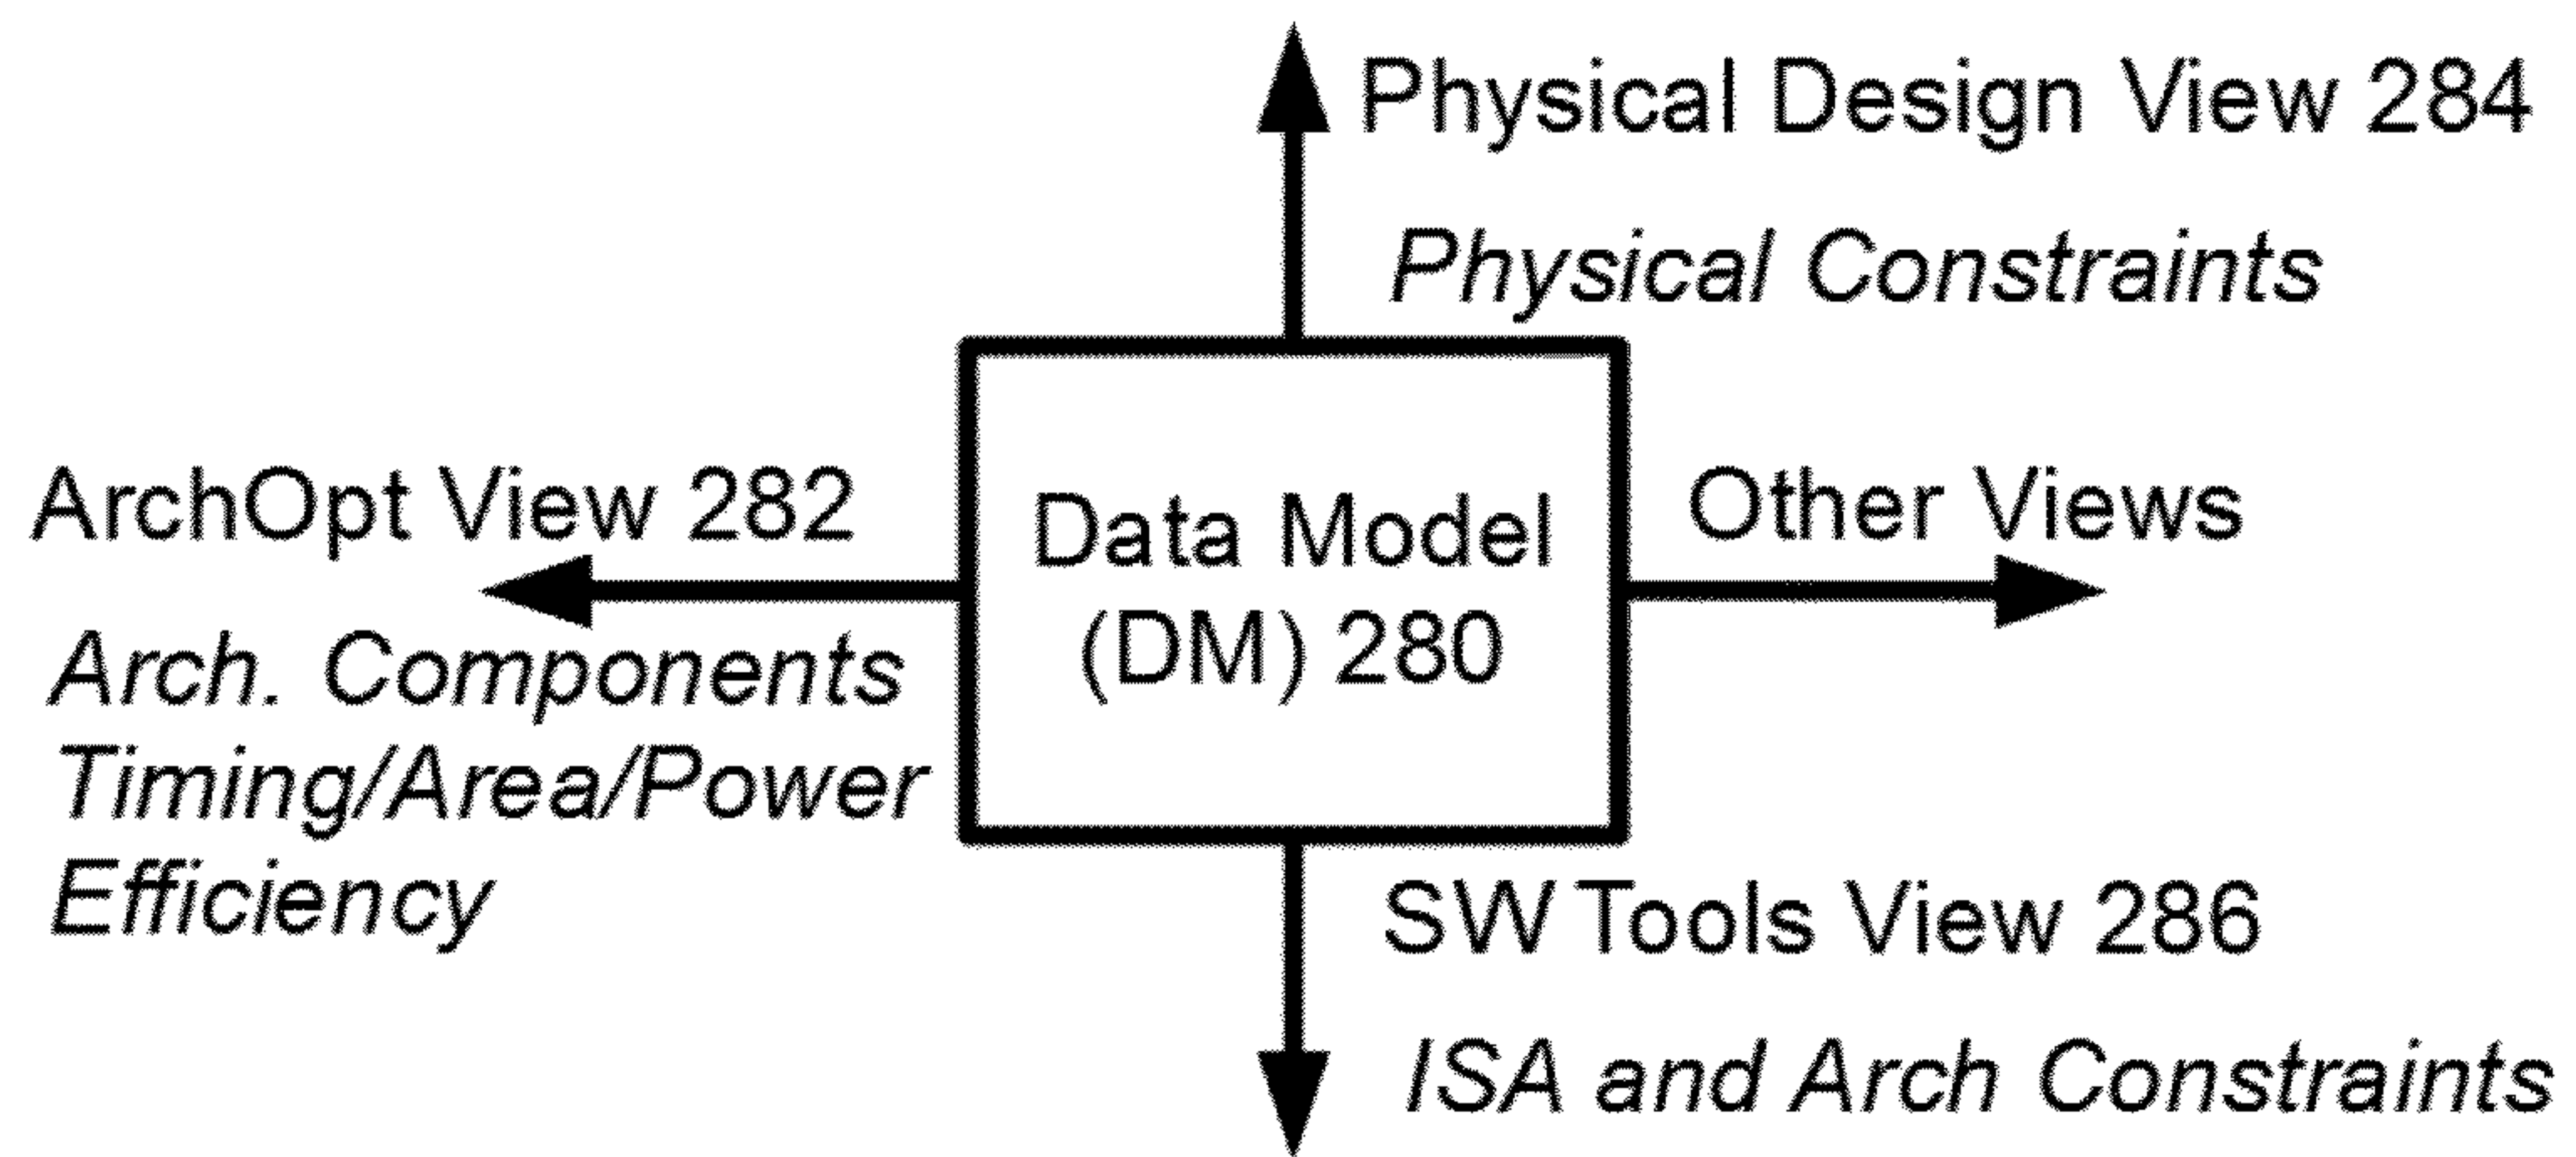 Physical Design View 284
Physical Constraints
ArchOpt View 282
Arch. Components
Timing/Area/Power
Efficiency
Data Model
(DM) 280
Other Views
SW Tools View 286
ISA and Arch Constraints